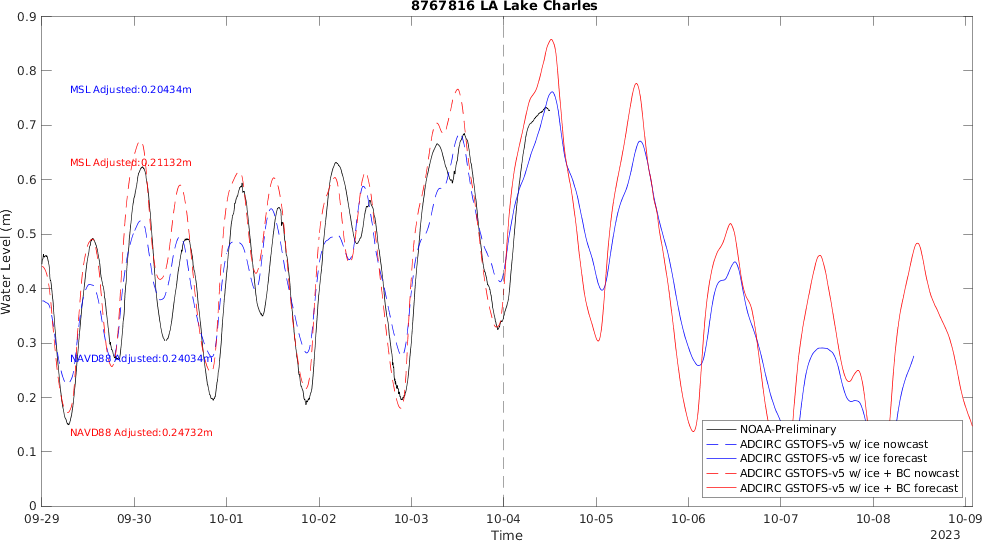 8767816 LA Lake Charles
0.9
0.8
0.7
0.6
0.5
0.4
0.3
0.2
0.1
0
Water Level (m)
MSL Adjusted:0.20434m
MSL Adjusted:0.21132m
NAVD88 Adjusted:0.24034m
NAVD88 Adjusted:0.24732m
NOAA-Preliminary
ADCIRC GSTOFS-v5 w/ ice nowcast
ADCIRC GSTOFS-v5 w/ ice forecast
ADCIRC GSTOFS-v5 w/ ice + BC nowcast
ADCIRC GSTOFS-v5 w/ ice + BC forecast
09-29 09-30 10-01 10-02 10-03 10-04 10-05 10-06 10-07 10-08 10-09
Time
2023